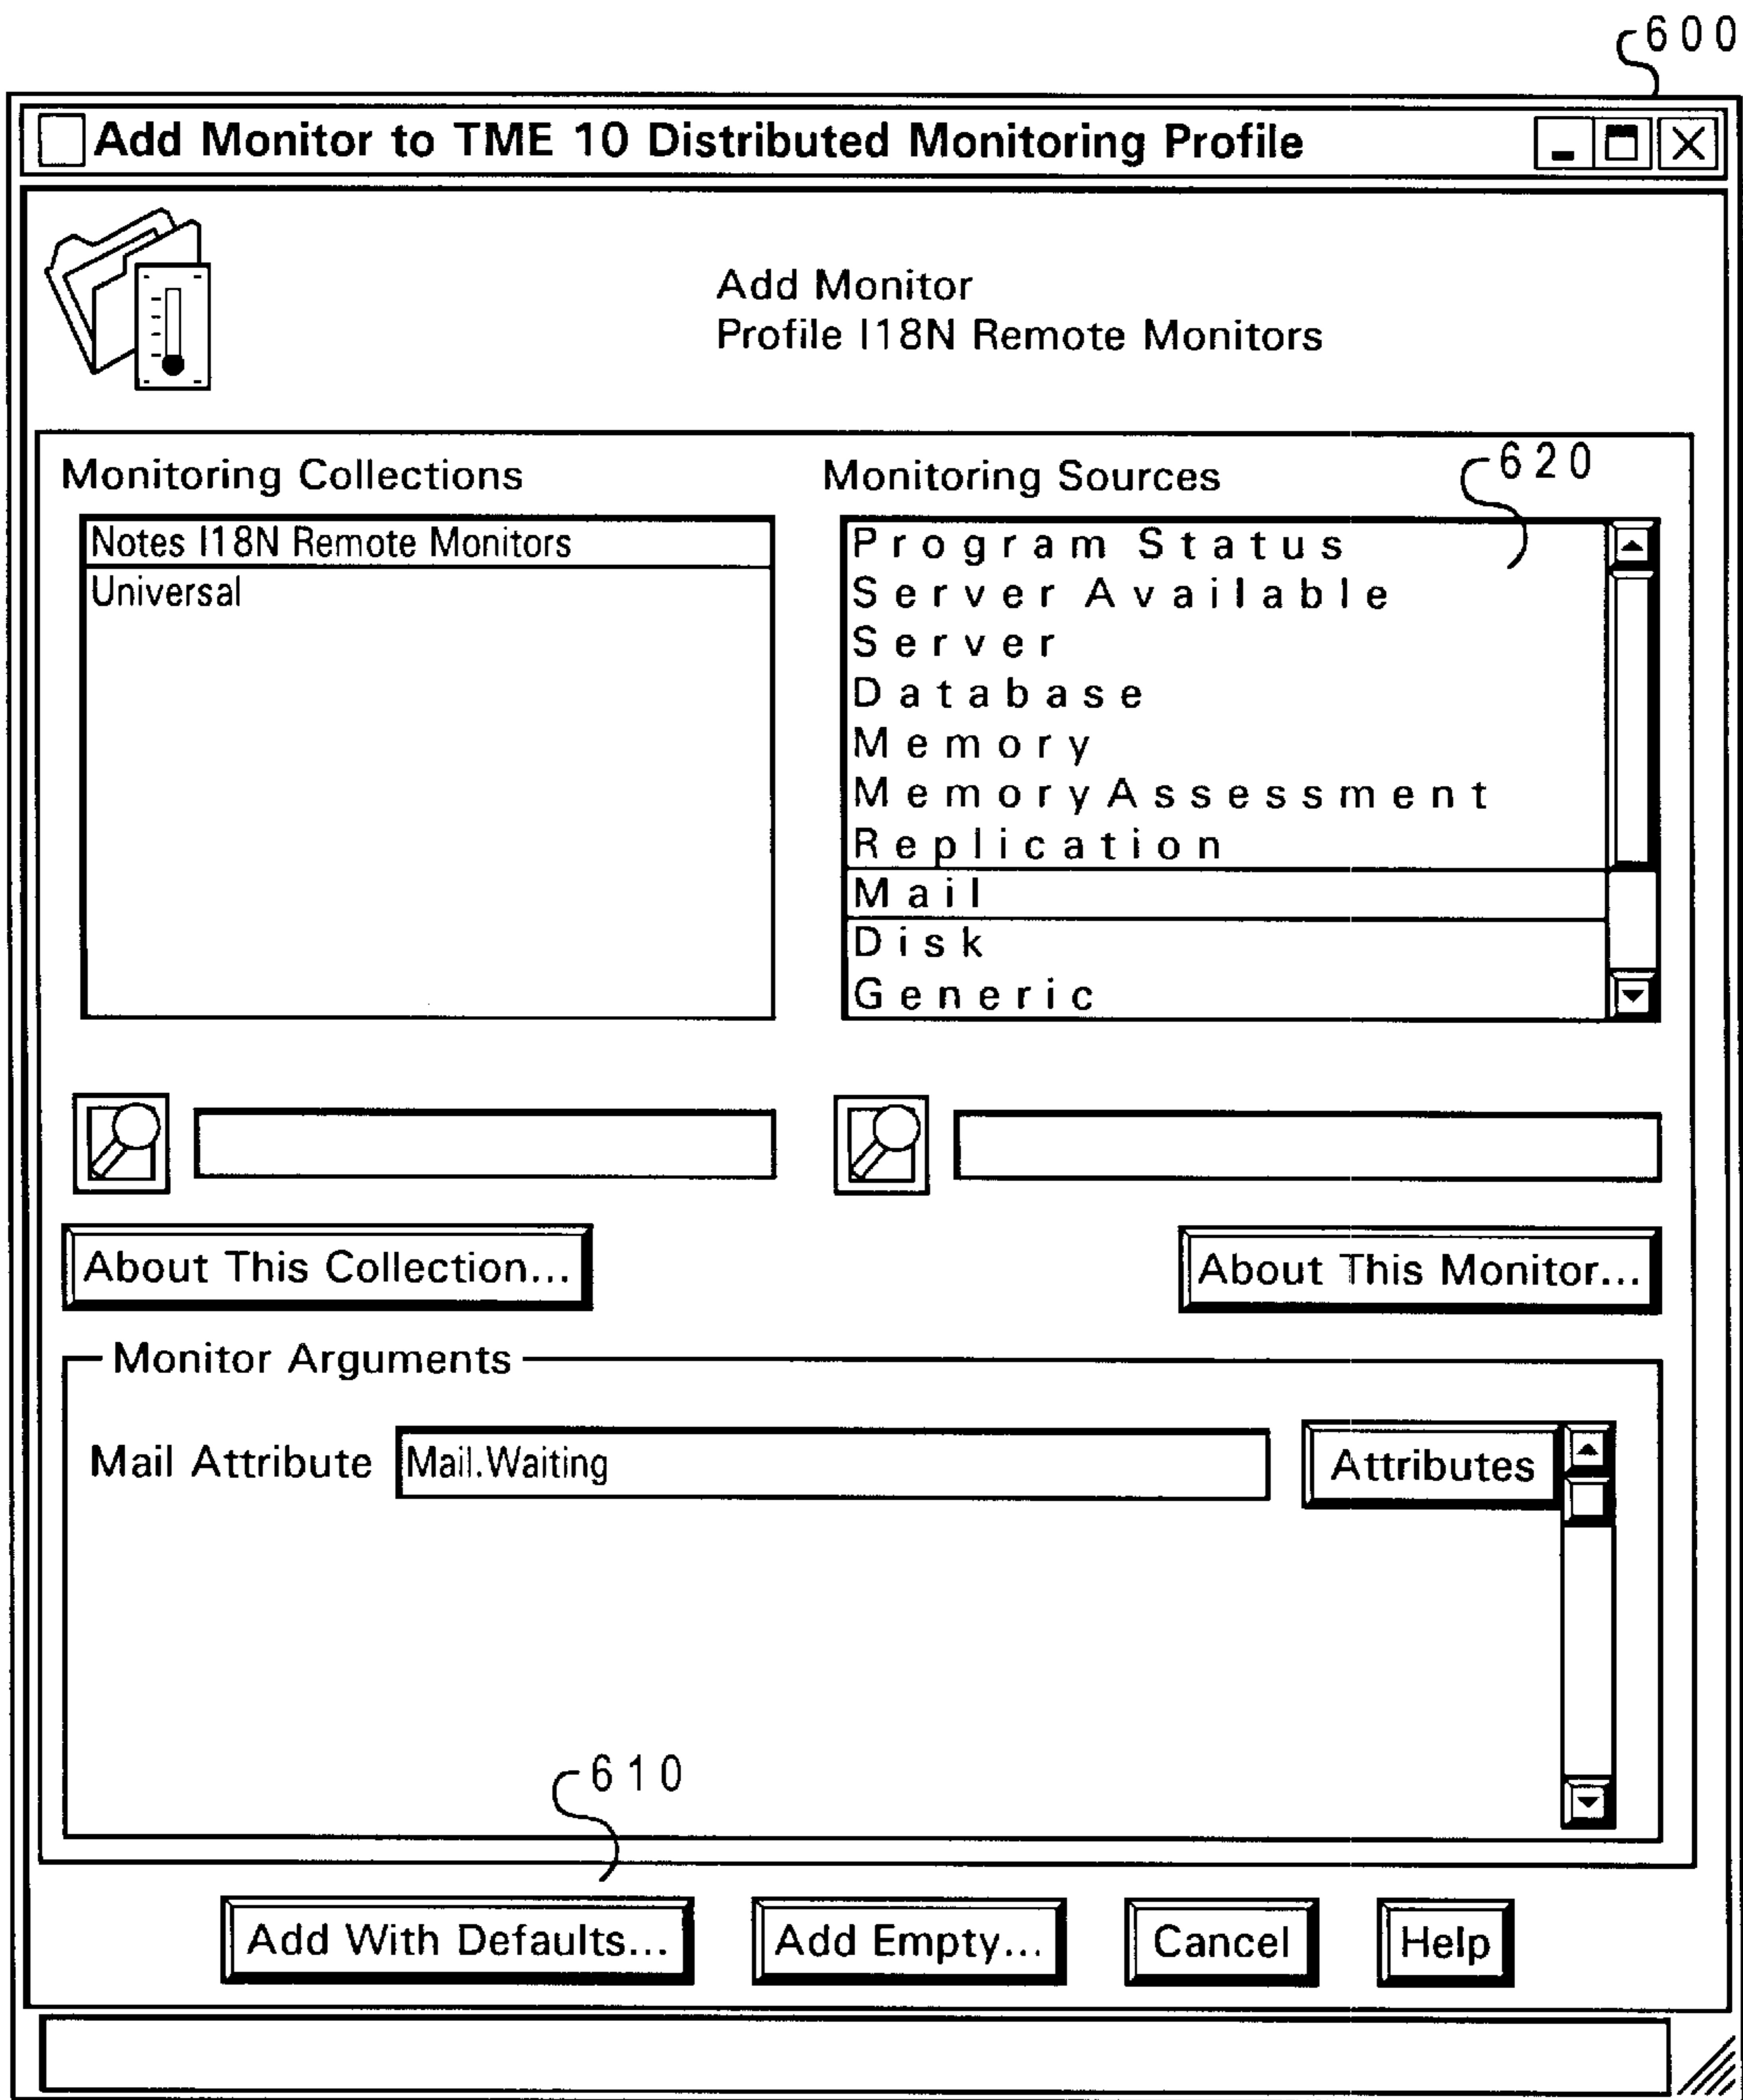 600
Add Monitor to TME 10 Distributed Monitoring Profile
Add Monitor
Profile I18N Remote Monitors
Monitoring Collections
Notes I18N Remote Monitors
Universal
Monitoring Sources
620
Program Status
Server Available
Server
Database
Memory
MemoryAssessment
Replication
Mail
Disk
Generic
About This Collection...
About This Monitor...
Monitor Arguments
Mail Attribute
Mail.Waiting
Attributes
610
Add With Defaults...
Add Empty...
Cancel
Help